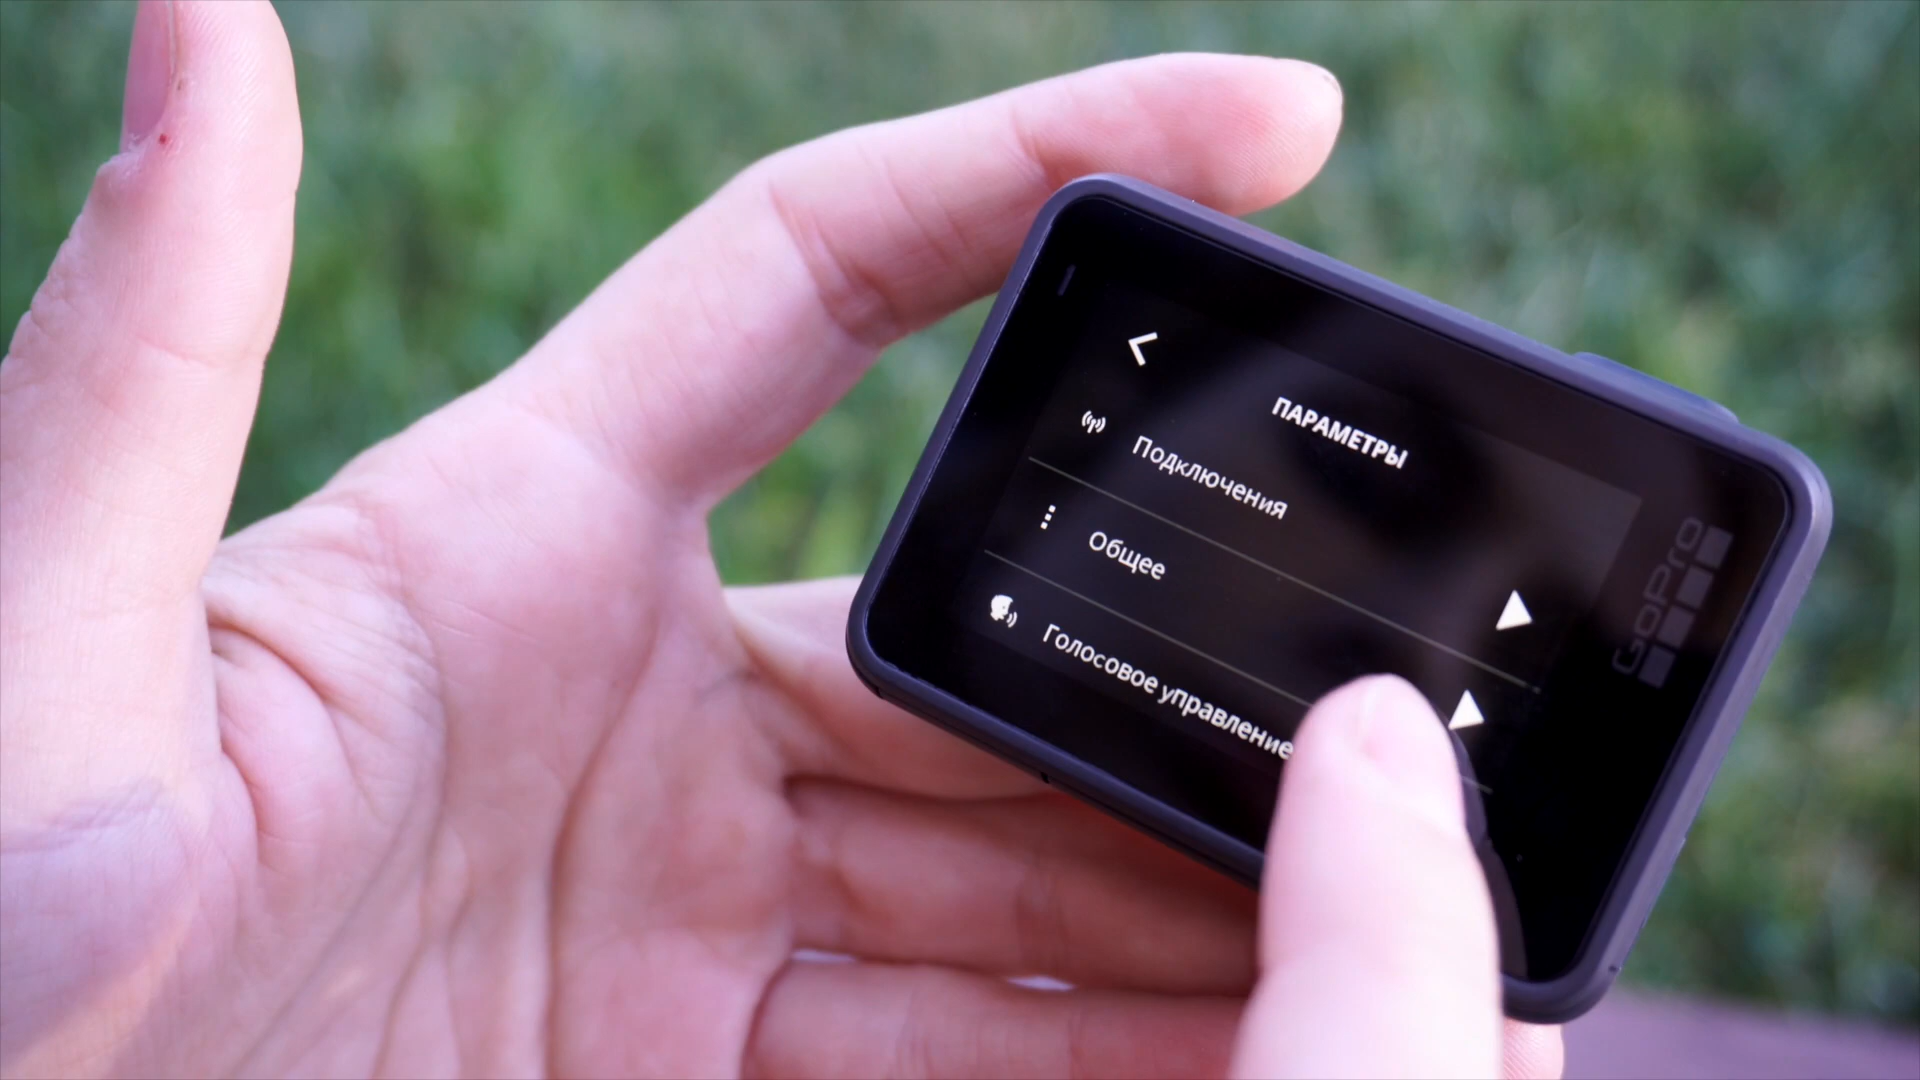 ПАРАМЕТРЫ
Подключения
Общее
Голосовое управление
GoPro